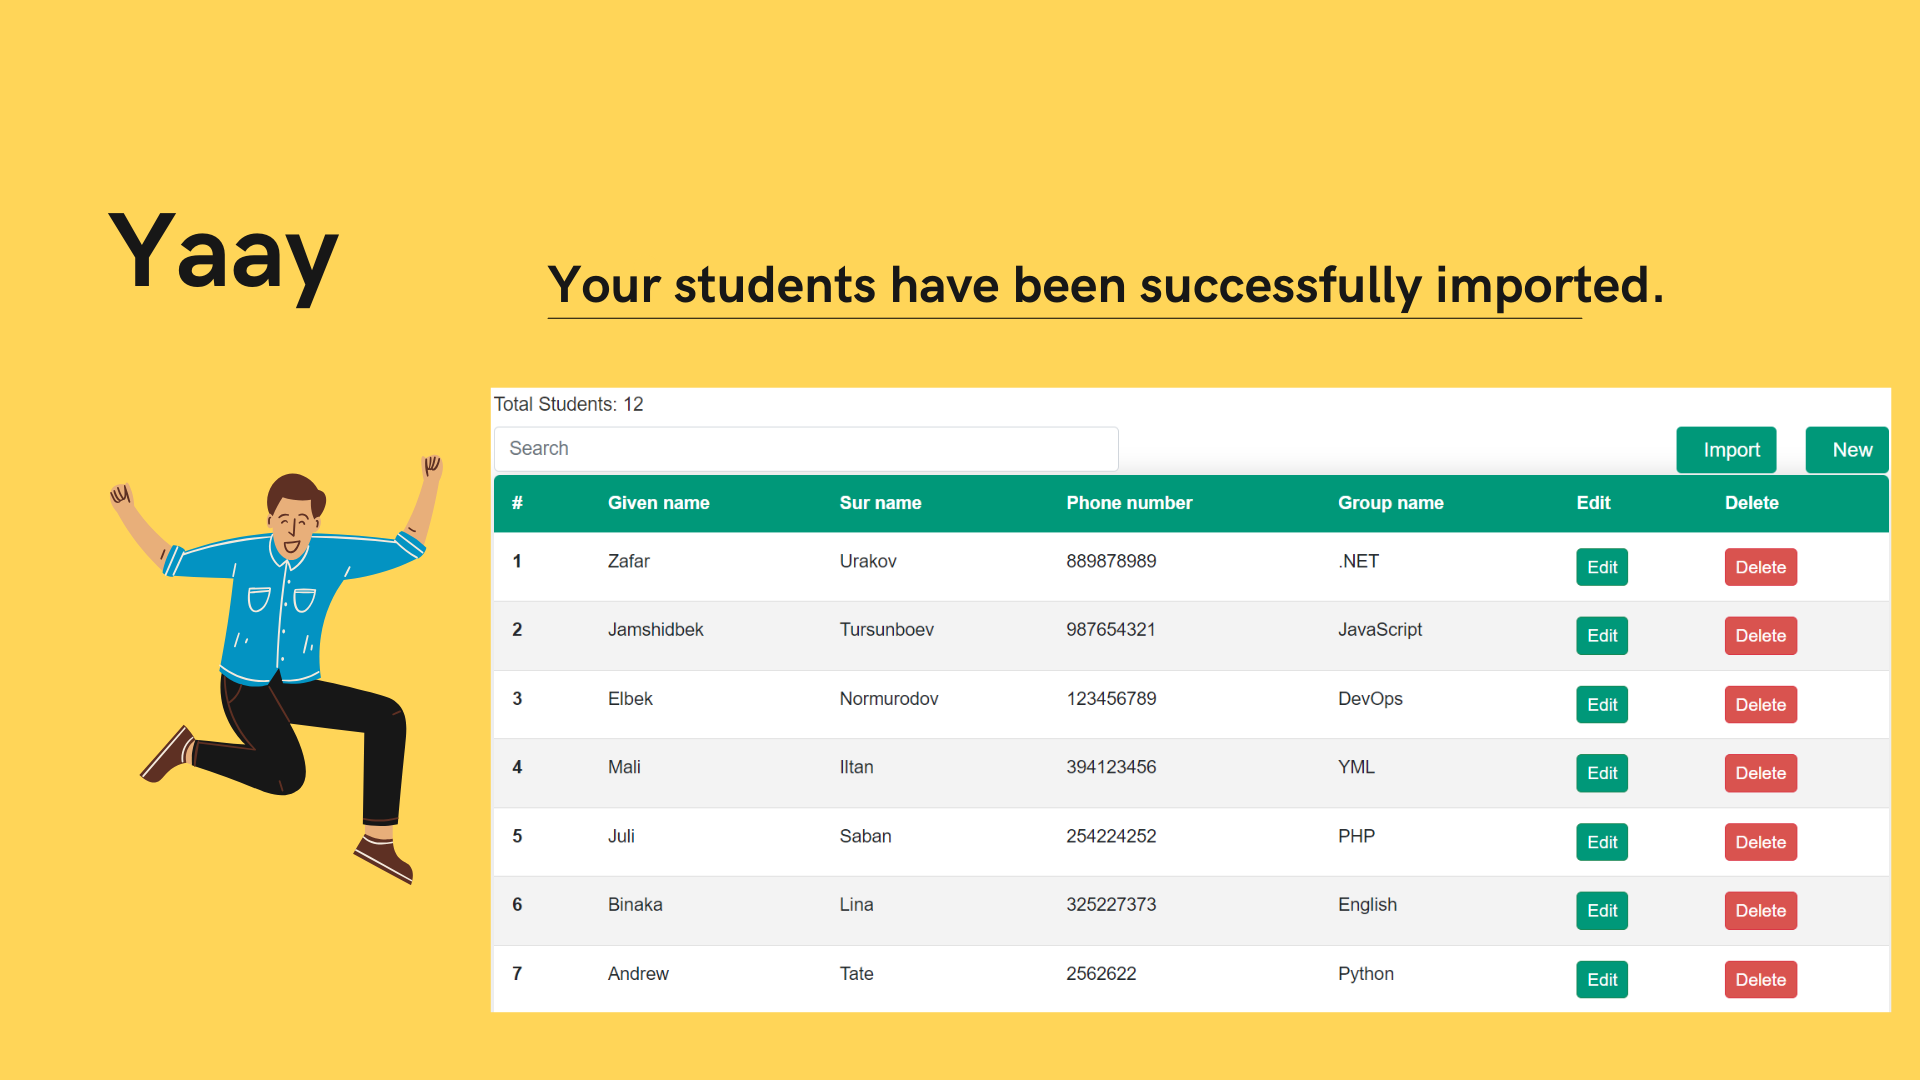 Yaay
Your students have been successfully imported.
Total Students: 12
Search
Import New
# Given name Sur name Phone number Group name Edit Delete
1 Zafar Urakov 889878989 .NET Edit Delete
2 Jamshidbek Tursunboev 987654321 JavaScript Edit Delete
3 Elbek Normurodov 123456789 DevOps Edit Delete
4 Mali Iltan 394123456 YML Edit Delete
5 Juli Saban 254224252 PHP Edit Delete
6 Binaka Lina 325227373 English Edit Delete
7 Andrew Tate 2562622 Python Edit Delete